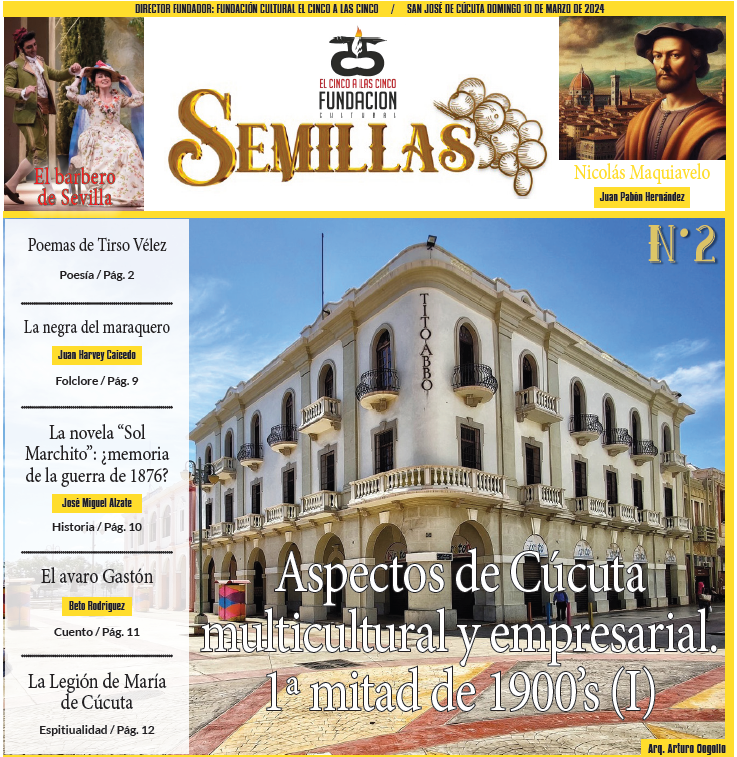 DIRECTOR FUNDADOR: FUNDACIÓN CULTURAL EL CINCO A LAS CINCO / SAN JOSÉ DE CÚCUTA DOMINGO 10 DE MARZO DE 2024
El barbero
de Sevilla
EL CINCO A LAS CINCO
FUNDACION
CULTURAL
SEMILLAS
Nicolás Maquiavelo
Juan Pabón Hernández
N°2
Poemas de Tirso Vélez
Poesía / Pág. 2
La negra del maraquero
Juan Harvey Caicedo
Folclore / Pág. 9
La novela “Sol
Marchito”: ¿memoria
de la guerra de 1876?
José Miguel Alzate
Historia / Pág. 10
El avaro Gastón
Beto Rodríguez
Cuento / Pág. 11
La Legión de María
de Cúcuta
Espitualidad / Pág. 12
TITO ABBO
Aspectos de Cúcuta
multicultural y empresarial.
1ª mitad de 1900’s (I)
Arq. Arturo Cogollo